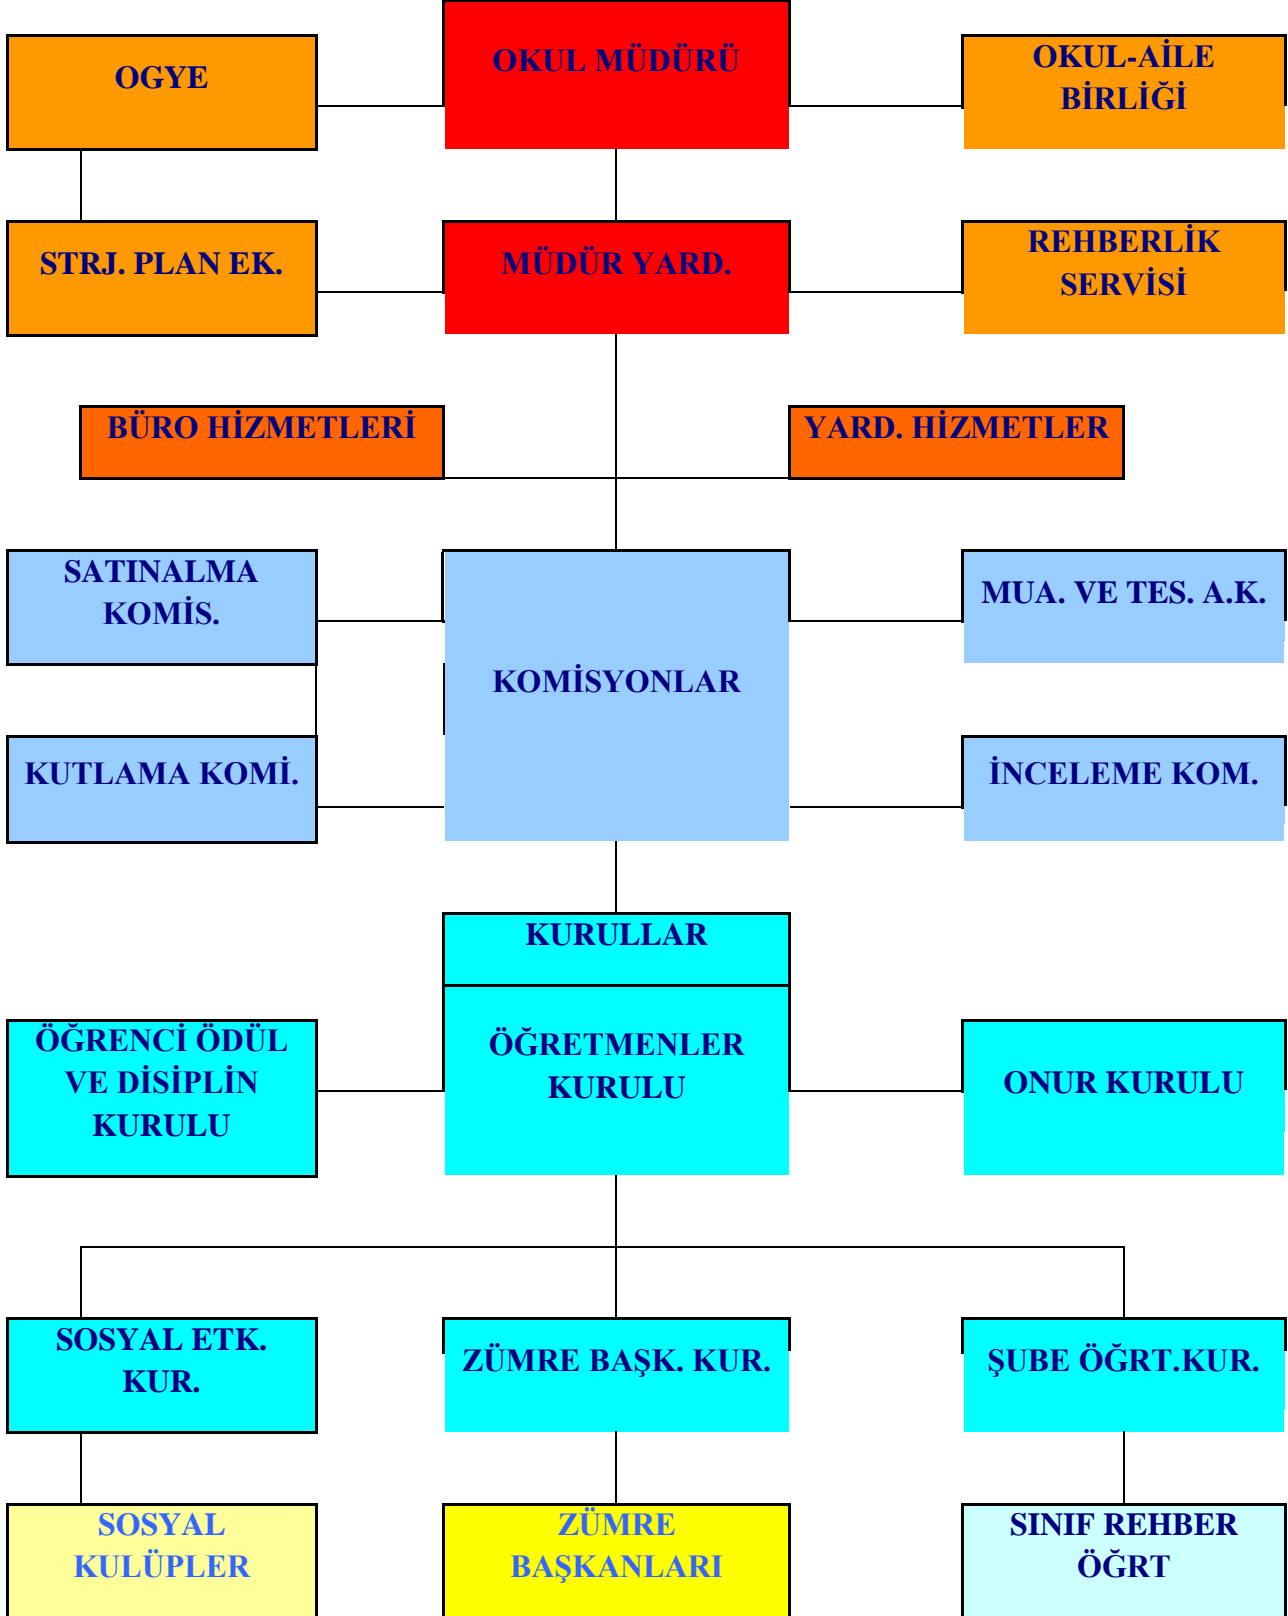 OGYE
OKUL MÜDÜRÜ
OKUL-AİLE
BİRLİĞİ
STRJ. PLAN EK.
MÜDÜR YARD.
REHBERLİK
SERVİSİ
BÜRO HİZMETLERİ
YARD. HİZMETLER
SATINALMA
KOMİS.
KOMİSYONLAR
MUA. VE TES. A.K.
KUTLAMA KOMİ.
İNCELEME KOM.
KURULLAR
ÖĞRENCİ ÖDÜL
VE DİSİPLİN
KURULU
ÖĞRETMENLER
KURULU
ONUR KURULU
SOSYAL ETK.
KUR.
ZÜMRE BAŞK. KUR.
ŞUBE ÖĞRT.KUR.
SOSYAL
KULÜPLER
ZÜMRE
BAŞKANLARI
SINIF REHBER
ÖĞRT